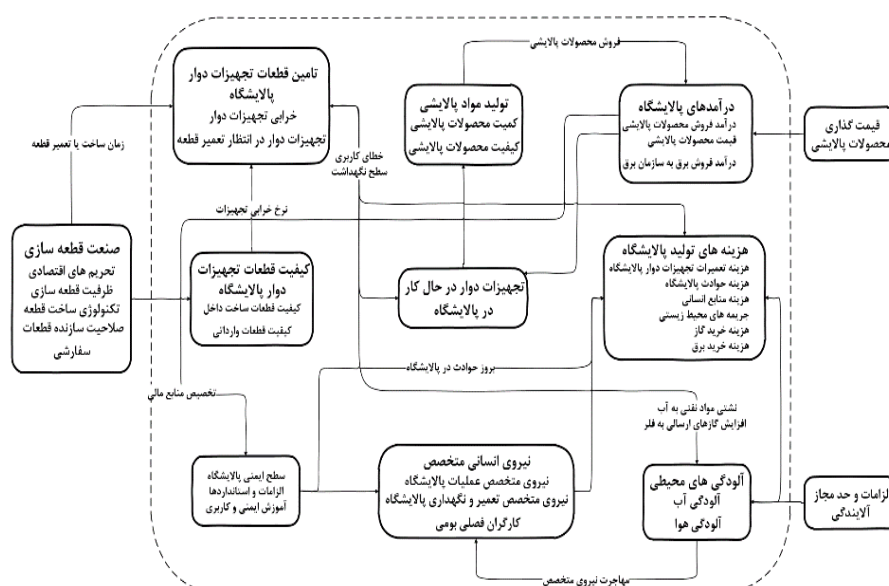 فروش محصولات پالایشی
تامین قطعات تجهیزات دوار
پالایشگاه
خرابی تجهیزات دوار
تجهیزات دوار در انتظار تعمیر قطعه
تولید مواد پالایشی
کمیت محصولات پالایشی
کیفیت محصولات پالایشی
درآمدهای پالایشگاه
درآمد فروش محصولات پالایشی
قیمت محصولات پالایشی
درآمد فروش برق به سازمان برق
قیمت گذاری
محصولات پالایشی
زمان ساخت یا تعمیر قطعه
خطای کاربری
سطح نگهداشت
نرخ خرابی تجهیزات
صنعت قطعه سازی
تحریم های اقتصادی
ظرفیت قطعه سازی
تکنولوژی ساخت قطعه
صلاحیت سازنده قطعات
سفارشی
کیفیت قطعات تجهیزات
دوار پالایشگاه
کیفیت قطعات ساخت داخل
کیفیت قطعات وارداتی
تجهیزات دوار در حال کار
در پالایشگاه
هزینه های تولید پالایشگاه
هزینه تعمیرات تجهیزات دوار پالایشگاه
هزینه حوادث پالایشگاه
هزینه منابع انسانی
جریمه های محیط زیستی
هزینه خرید گاز
هزینه خرید برق
بروز حوادث در پالایشگاه
تخصیص منابع مالی
نشتی مواد نفتی به آب
افزایش گازهای ارسالی به فلر
سطح ایمنی پالایشگاه
الزامات و استانداردها
آموزش ایمنی و کاربری
نیروی انسانی متخصص
نیروی متخصص عملیات پالایشگاه
نیروی متخصص تعمیر و نگهداری پالایشگاه
کارگران فصلی بومی
آلودگی های محیطی
آلودگی آب
آلودگی هوا
الزامات و حد مجاز
آلایندگی
مهاجرت نیروی متخصص